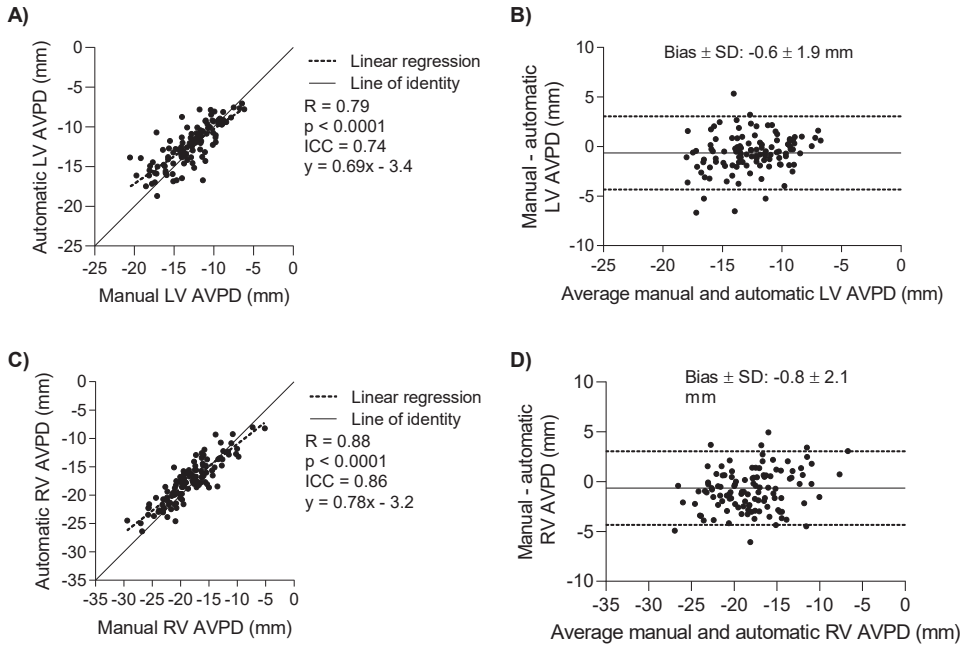 A)
0
-5
-10
-15
-20
-25
Automatic LV AVPD (mm)
-25 -20 -15 -10 -5 0
Manual LV AVPD (mm)
Linear regression
Line of identity
R = 0.79
p < 0.0001
ICC = 0.74
y = 0.69x - 3.4
B)
Bias ± SD: -0.6 ± 1.9 mm
10
5
0
-5
-10
Manual - automatic
LV AVPD (mm)
-25 -20 -15 -10 -5 0
Average manual and automatic LV AVPD (mm)
C)
0
-5
-10
-15
-20
-25
-30
-35
Automatic RV AVPD (mm)
-35 -30 -25 -20 -15 -10 -5 0
Manual RV AVPD (mm)
Linear regression
Line of identity
R = 0.88
p < 0.0001
ICC = 0.86
y = 0.78x - 3.2
D)
Bias ± SD: -0.8 ± 2.1
mm
10
5
0
-5
-10
Manual - automatic
RV AVPD (mm)
-35 -30 -25 -20 -15 -10 -5 0
Average manual and automatic RV AVPD (mm)